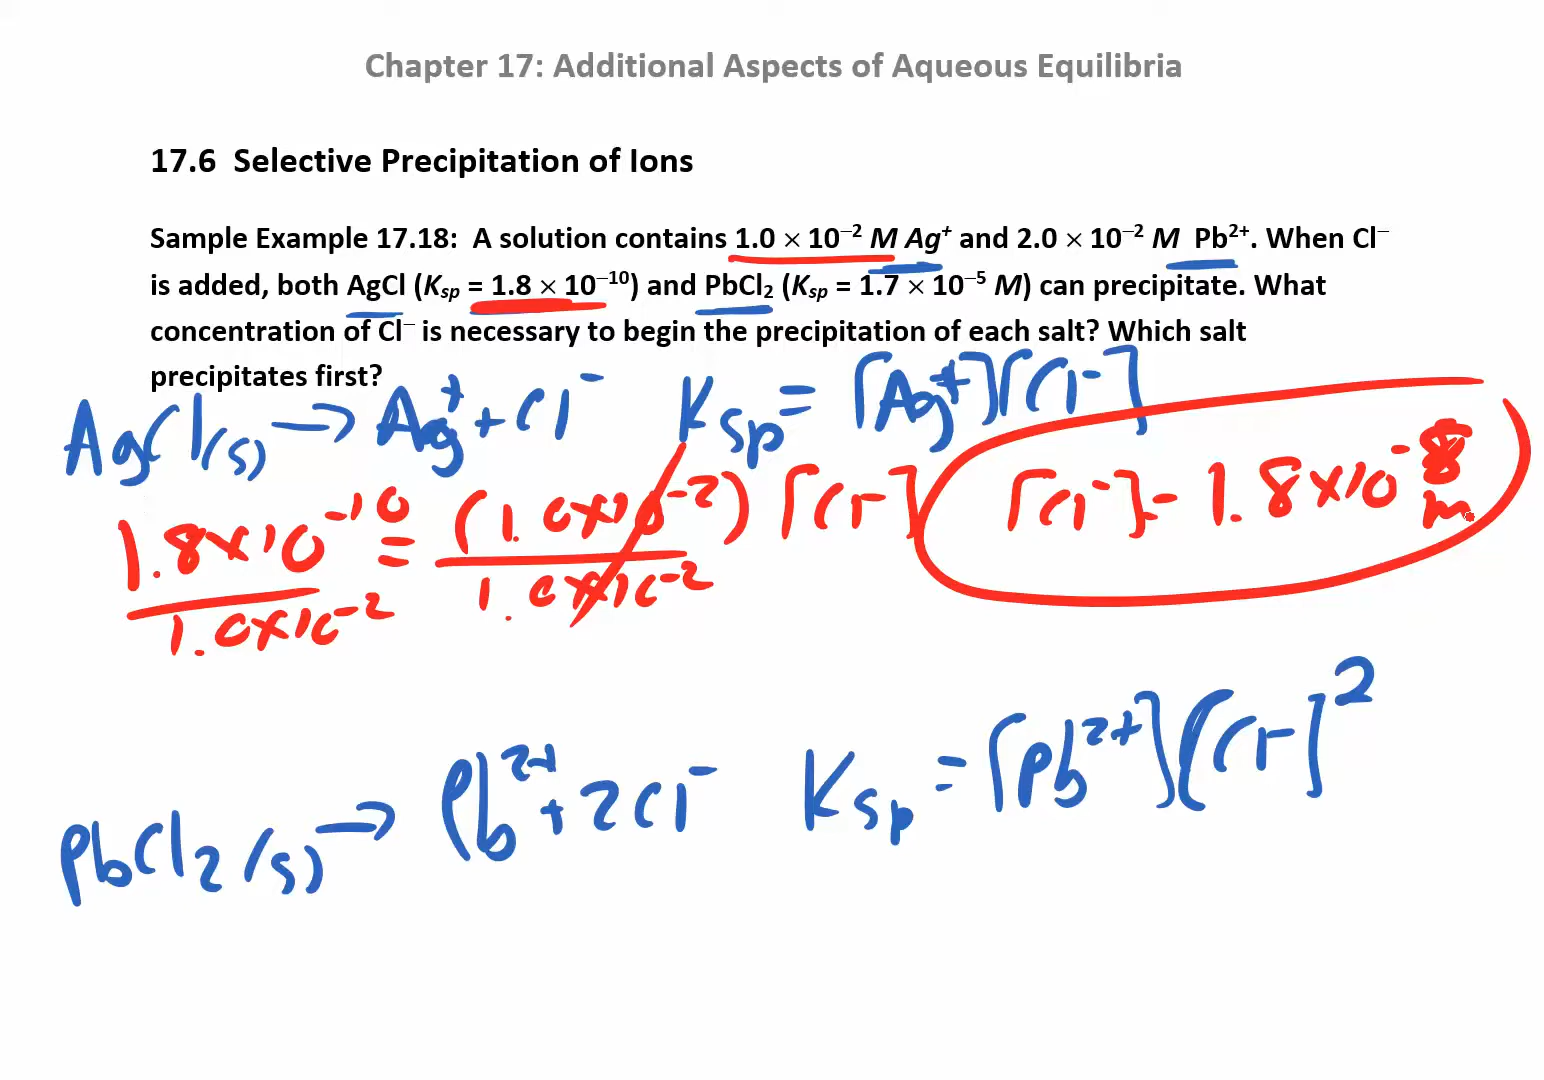 Chapter 17: Additional Aspects of Aqueous Equilibria
17.6 Selective Precipitation of Ions
Sample Example 17.18: A solution contains 1.0 × 10⁻² M Ag⁺ and 2.0 × 10⁻² M Pb²⁺. When Cl⁻
is added, both AgCl (Ksp = 1.8 × 10⁻¹⁰) and PbCl₂ (Ksp = 1.7 × 10⁻⁵ M) can precipitate. What
concentration of Cl⁻ is necessary to begin the precipitation of each salt? Which salt
precipitates first?
AgCl(s) → Ag⁺ + Cl⁻ Ksp = [Ag⁺][Cl⁻]
1.8×10⁻¹⁰ = (1.0×10⁻²)[Cl⁻] [Cl⁻] = 1.8×10⁻⁸ M
1.0×10⁻² 1.0×10⁻²
PbCl₂(s) → Pb²⁺ + 2Cl⁻ Ksp = [Pb²⁺][Cl⁻]²